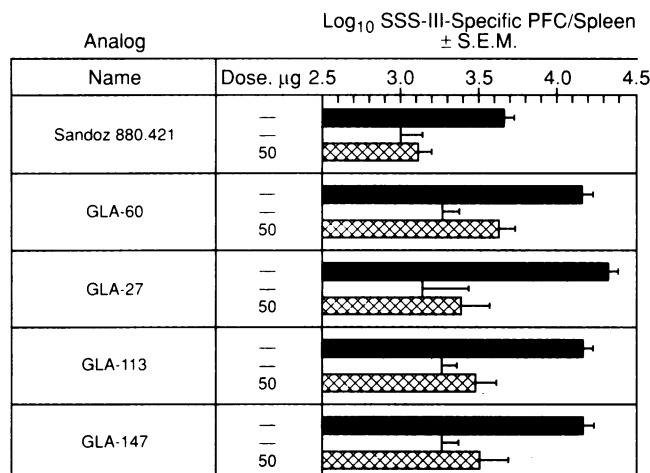 Log10 SSS-III-Specific PFC/Spleen
Analog ± S.E.M.
Name Dose. µg 2.5 3.0 3.5 4.0 4.5
—
Sandoz 880.421 —
50
—
GLA-60 —
50
—
GLA-27 —
50
—
GLA-113 —
50
—
GLA-147 —
50